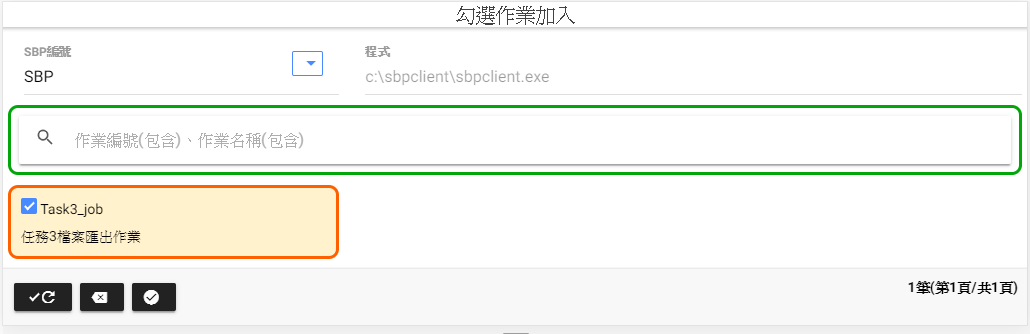 勾選作業加入
SBP編號
SBP
程式
c:\sbpclient\sbpclient.exe
作業編號(包含)、作業名稱(包含)
Task3_job
任務3檔案匯出作業
1筆(第1頁/共1頁)